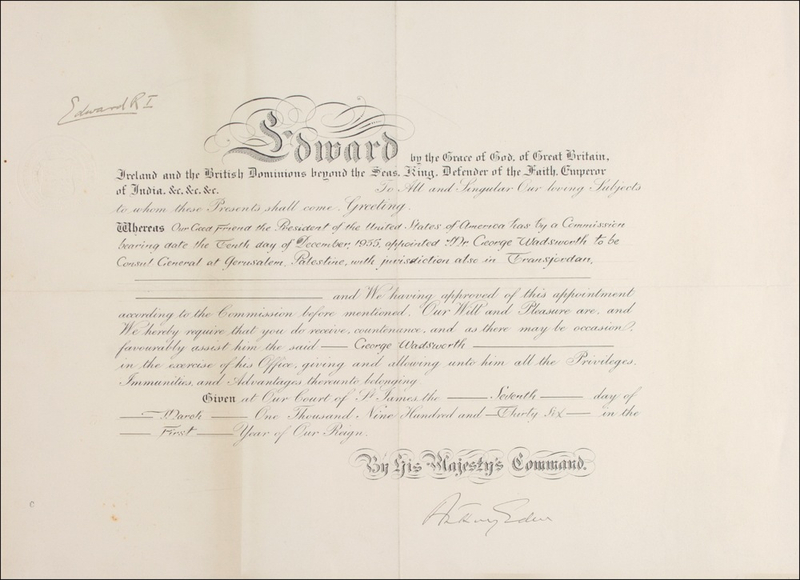 Edward R I
Edward by the Grace of God, of Great Britain,
Ireland and the British Dominions beyond the Seas, King, Defender of the Faith, Emperor
of India, &c. &c. &c. To All and Singular Our loving Subjects
to whom these Presents shall come, Greeting.
Whereas Our Good Friend the President of the United States of America has by a Commission
bearing date the Tenth day of December, 1935, appointed Mr. George Wadsworth to be
Consul General at Jerusalem, Palestine, with jurisdiction also in Transjordan,
and We having approved of this appointment
according to the Commission before mentioned. Our Will and Pleasure are, and
We hereby require, that you do receive, countenance, and as there may be occasion,
favourably assist him the said George Wadsworth
in the exercise of his Office, giving and allowing unto him all the Privileges,
Immunities, and Advantages thereunto belonging
Given at Our Court of St James, the Seventh day of
March One Thousand Nine Hundred and Thirty Six in the
First Year of Our Reign.
By His Majesty's Command.
Anthony Eden